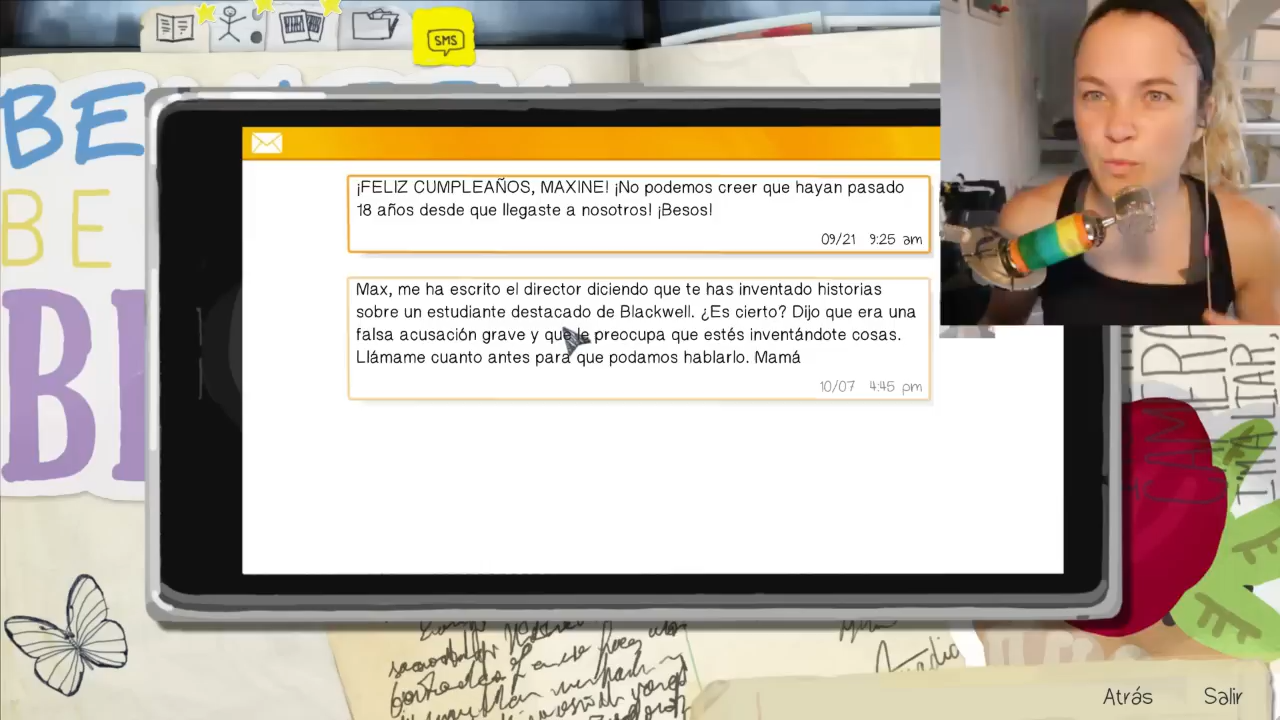 SMS
BE
BE
¡FELIZ CUMPLEAÑOS, MAXINE! ¡No podemos creer que hayan pasado
18 años desde que llegaste a nosotros! ¡Besos!
09/21 9:25 am
Max, me ha escrito el director diciendo que te has inventado historias
sobre un estudiante destacado de Blackwell. ¿Es cierto? Dijo que era una
falsa acusación grave y que le preocupa que estés inventándote cosas.
Llámame cuanto antes para que podamos hablarlo. Mamá
10/07 4:45 pm
Atrás Salir